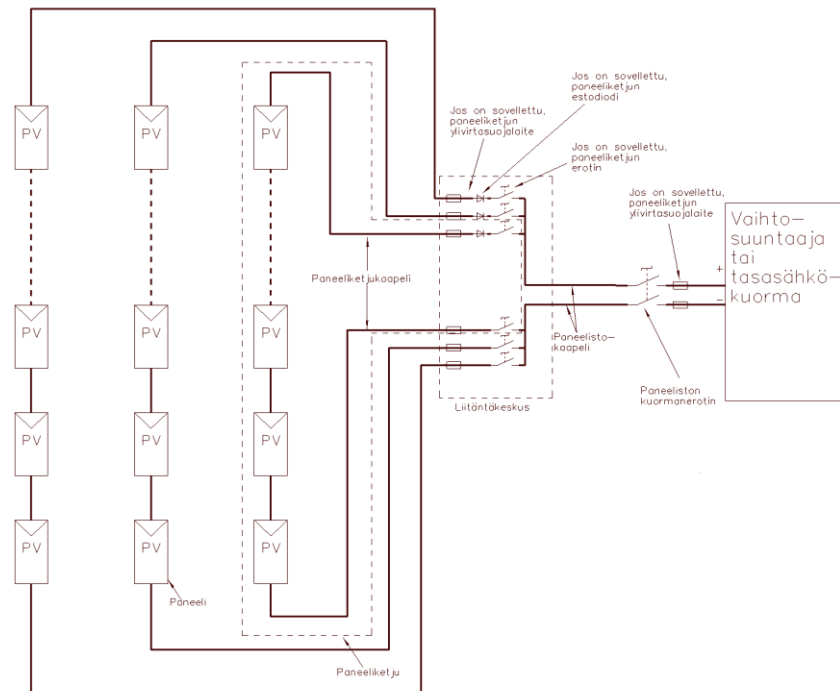 Jos on sovellettu,
paneeliketjun
estodiodi
Jos on sovellettu,
paneeliketjun
ylivirtasuojalaite
Jos on sovellettu,
paneeliketjun
erotin
Jos on sovellettu,
paneeliketjun
ylivirtasuojalaite
PV
PV
PV
Vaihto-
suuntaaja
tai
tasasähkö-
kuorma
+
-
Paneeliketjukaapeli
Paneelisto-
kaapeli
PV
PV
PV
Paneeliston
kuormanerotin
Liitäntäkeskus
PV
PV
PV
PV
PV
PV
Paneeli
Paneeliketju